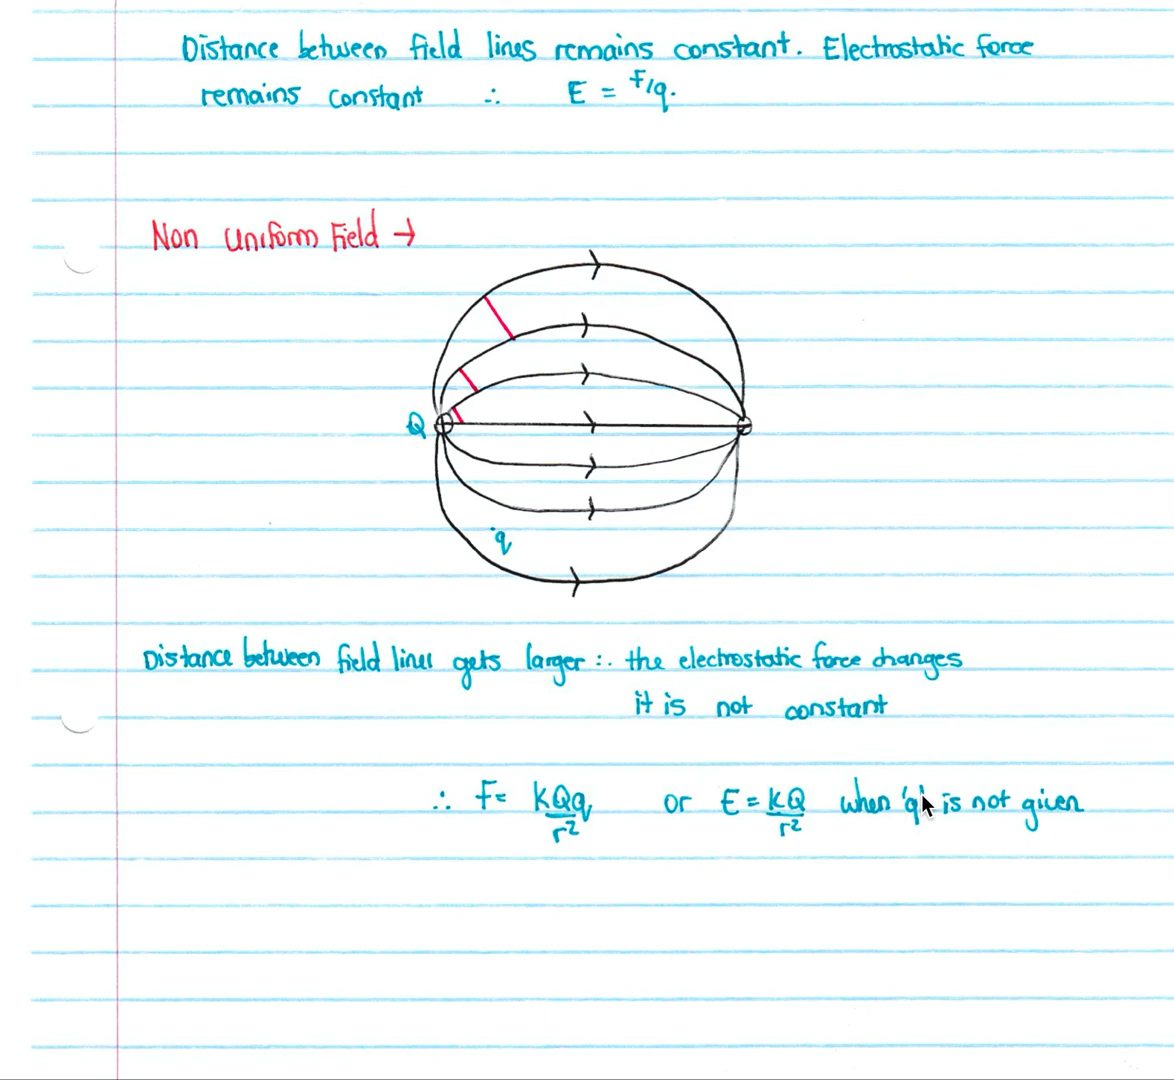 Distance between field lines remains constant. Electrostatic force
remains constant ∴ E = F/q.
Non Uniform Field →
Q
q
Distance between field lines gets larger ∴ the electrostatic force changes
it is not constant
∴ F = kQq/r² or E = kQ/r² when 'q' is not given